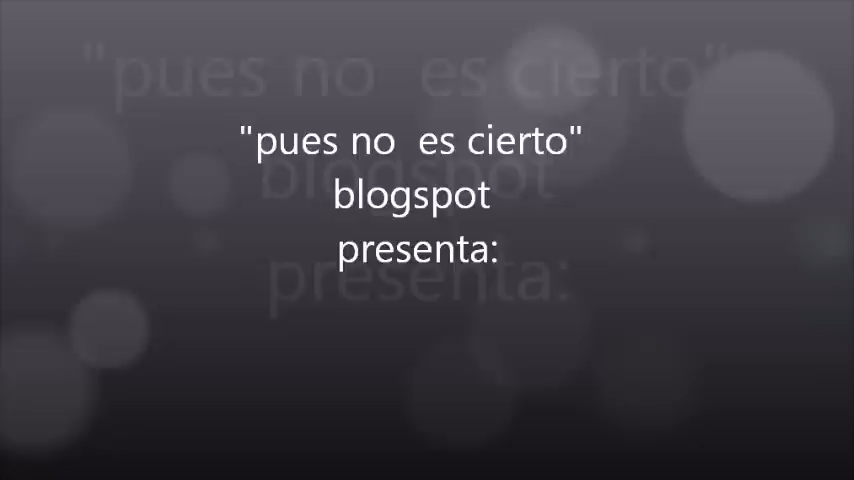 "pues no  es cierto"
blogspot
presenta: